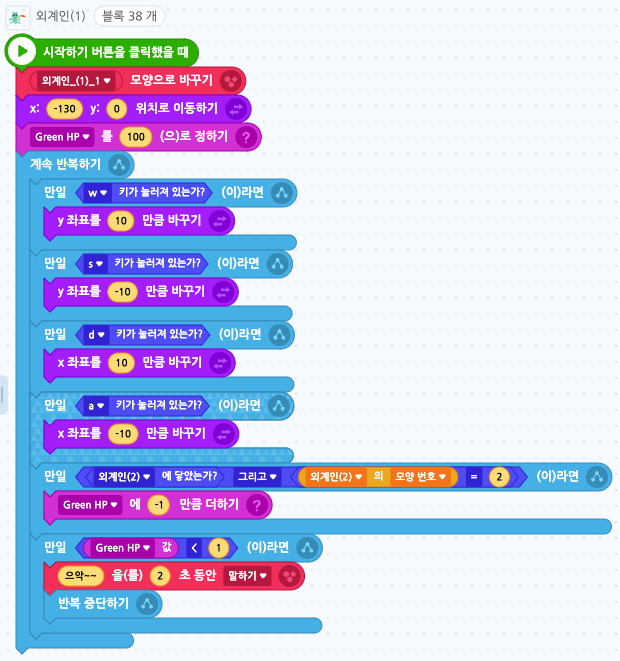 외계인(1) 블록 38 개
시작하기 버튼을 클릭했을 때
외계인_(1)_1 모양으로 바꾸기
x: -130 y: 0 위치로 이동하기
Green HP 를 100 (으)로 정하기 ?
계속 반복하기
만일 w 키가 눌러져 있는가? (이)라면
y 좌표를 10 만큼 바꾸기
만일 s 키가 눌러져 있는가? (이)라면
y 좌표를 -10 만큼 바꾸기
만일 d 키가 눌러져 있는가? (이)라면
x 좌표를 10 만큼 바꾸기
만일 a 키가 눌러져 있는가? (이)라면
x 좌표를 -10 만큼 바꾸기
만일 외계인(2) 에 닿았는가? 그리고 외계인(2) 의 모양 번호 = 2 (이)라면
Green HP 에 -1 만큼 더하기 ?
만일 Green HP 값 < 1 (이)라면
으악~~ 을(를) 2 초 동안 말하기
반복 중단하기